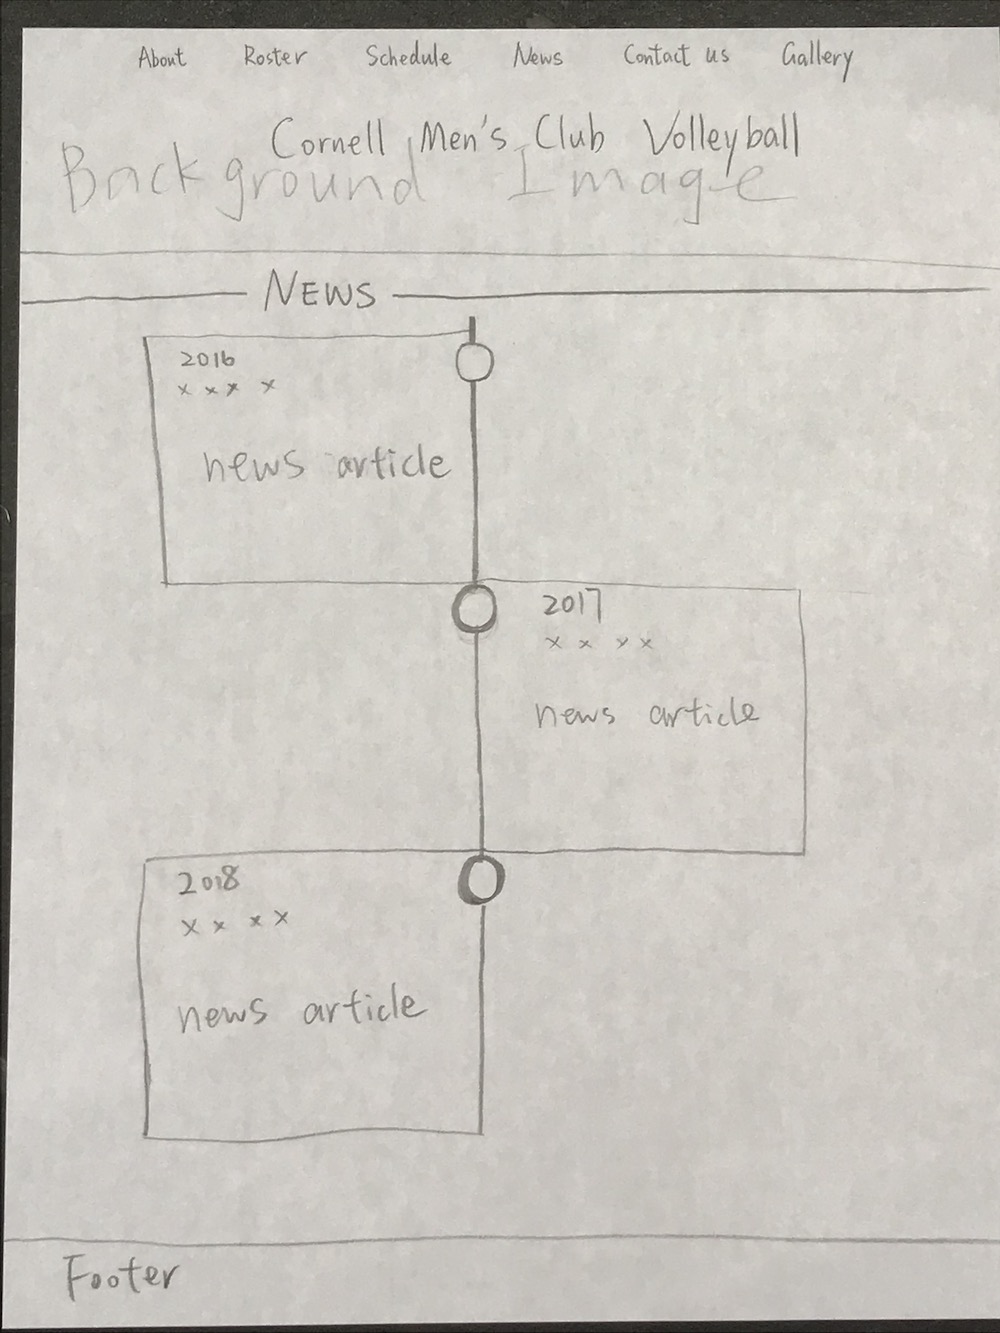 About Roster Schedule News Contact us Gallery
Cornell Men's Club Volleyball
Background Image
NEWS
2016
x x x x
news article
2017
x x x x
news article
2018
x x x x
news article
Footer